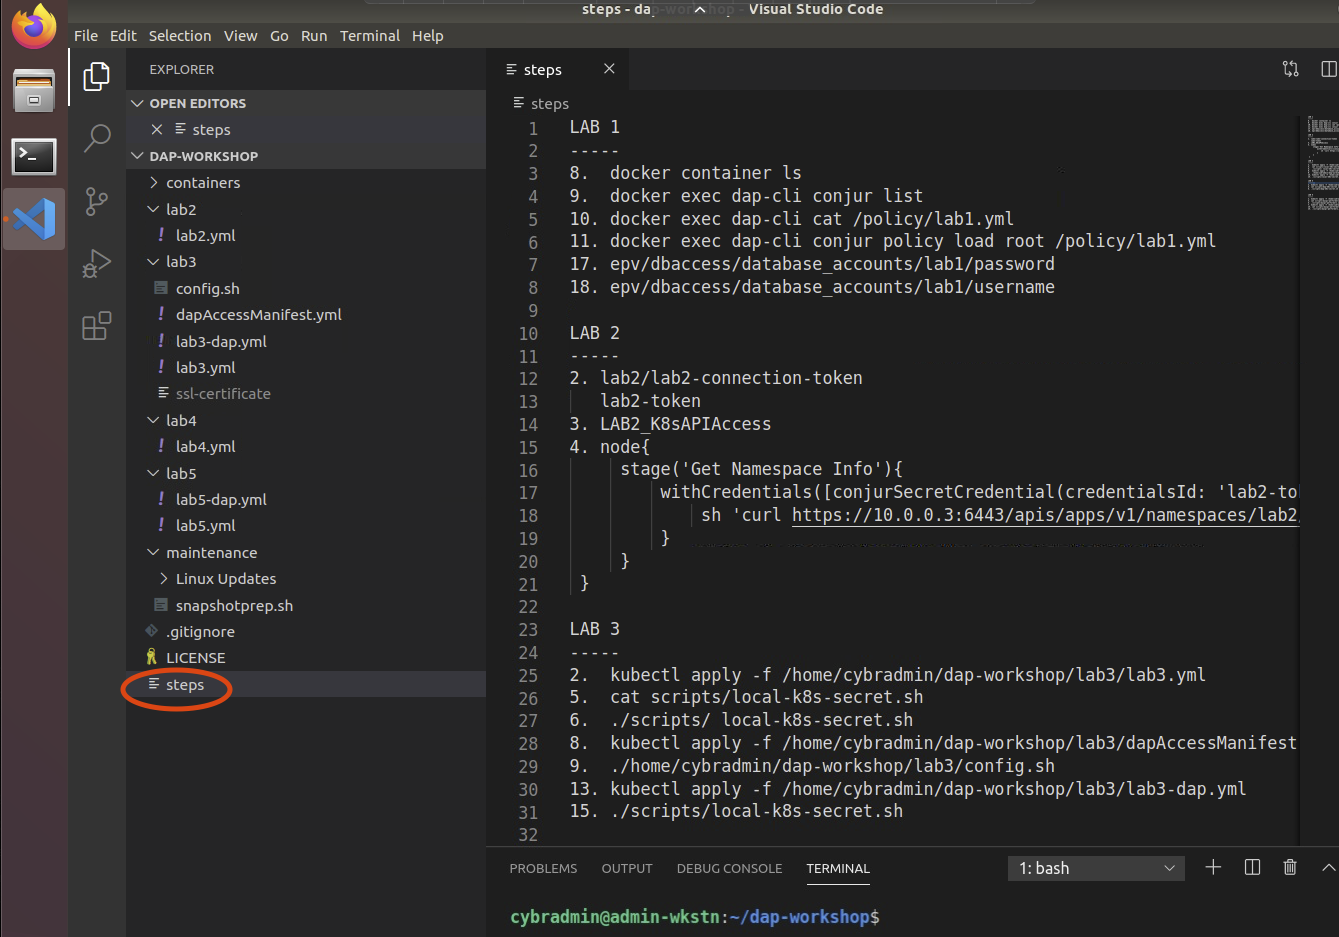 steps - dap-workshop - Visual Studio Code
File Edit Selection View Go Run Terminal Help
EXPLORER
OPEN EDITORS
steps
DAP-WORKSHOP
containers
lab2
! lab2.yml
lab3
config.sh
! dapAccessManifest.yml
! lab3-dap.yml
! lab3.yml
ssl-certificate
lab4
! lab4.yml
lab5
! lab5-dap.yml
! lab5.yml
maintenance
Linux Updates
snapshotprep.sh
.gitignore
LICENSE
steps
steps
steps
1 LAB 1
2 -----
3 8.  docker container ls
4 9.  docker exec dap-cli conjur list
5 10. docker exec dap-cli cat /policy/lab1.yml
6 11. docker exec dap-cli conjur policy load root /policy/lab1.yml
7 17. epv/dbaccess/database_accounts/lab1/password
8 18. epv/dbaccess/database_accounts/lab1/username
9
10 LAB 2
11 -----
12 2. lab2/lab2-connection-token
13    lab2-token
14 3. LAB2_K8sAPIAccess
15 4. node{
16      stage('Get Namespace Info'){
17          withCredentials([conjurSecretCredential(credentialsId: 'lab2-to
18              sh 'curl https://10.0.0.3:6443/apis/apps/v1/namespaces/lab2/
19          }
20      }
21  }
22
23 LAB 3
24 -----
25 2.  kubectl apply -f /home/cybradmin/dap-workshop/lab3/lab3.yml
26 5.  cat scripts/local-k8s-secret.sh
27 6.  ./scripts/ local-k8s-secret.sh
28 8.  kubectl apply -f /home/cybradmin/dap-workshop/lab3/dapAccessManifest
29 9.  ./home/cybradmin/dap-workshop/lab3/config.sh
30 13. kubectl apply -f /home/cybradmin/dap-workshop/lab3/lab3-dap.yml
31 15. ./scripts/local-k8s-secret.sh
32
PROBLEMS OUTPUT DEBUG CONSOLE TERMINAL 1: bash
cybradmin@admin-wkstn:~/dap-workshop$